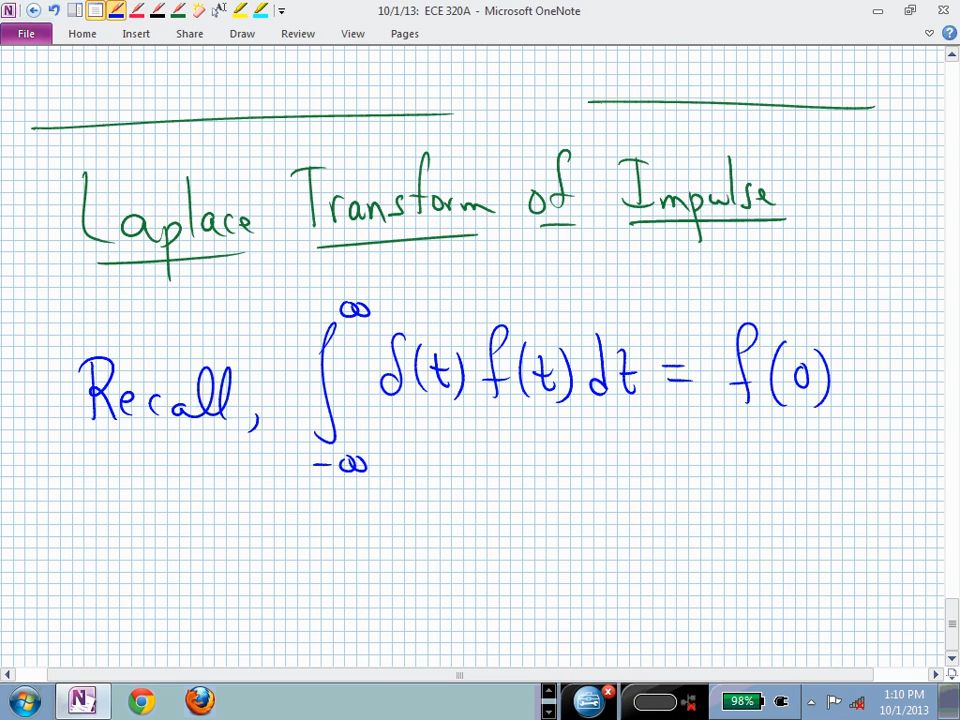 10/1/13: ECE 320A - Microsoft OneNote
File Home Insert Share Draw Review View Pages
Laplace Transform of Impulse
Recall, ∫_{-∞}^{∞} δ(t) f(t) dt = f(0)
98%
1:10 PM
10/1/2013